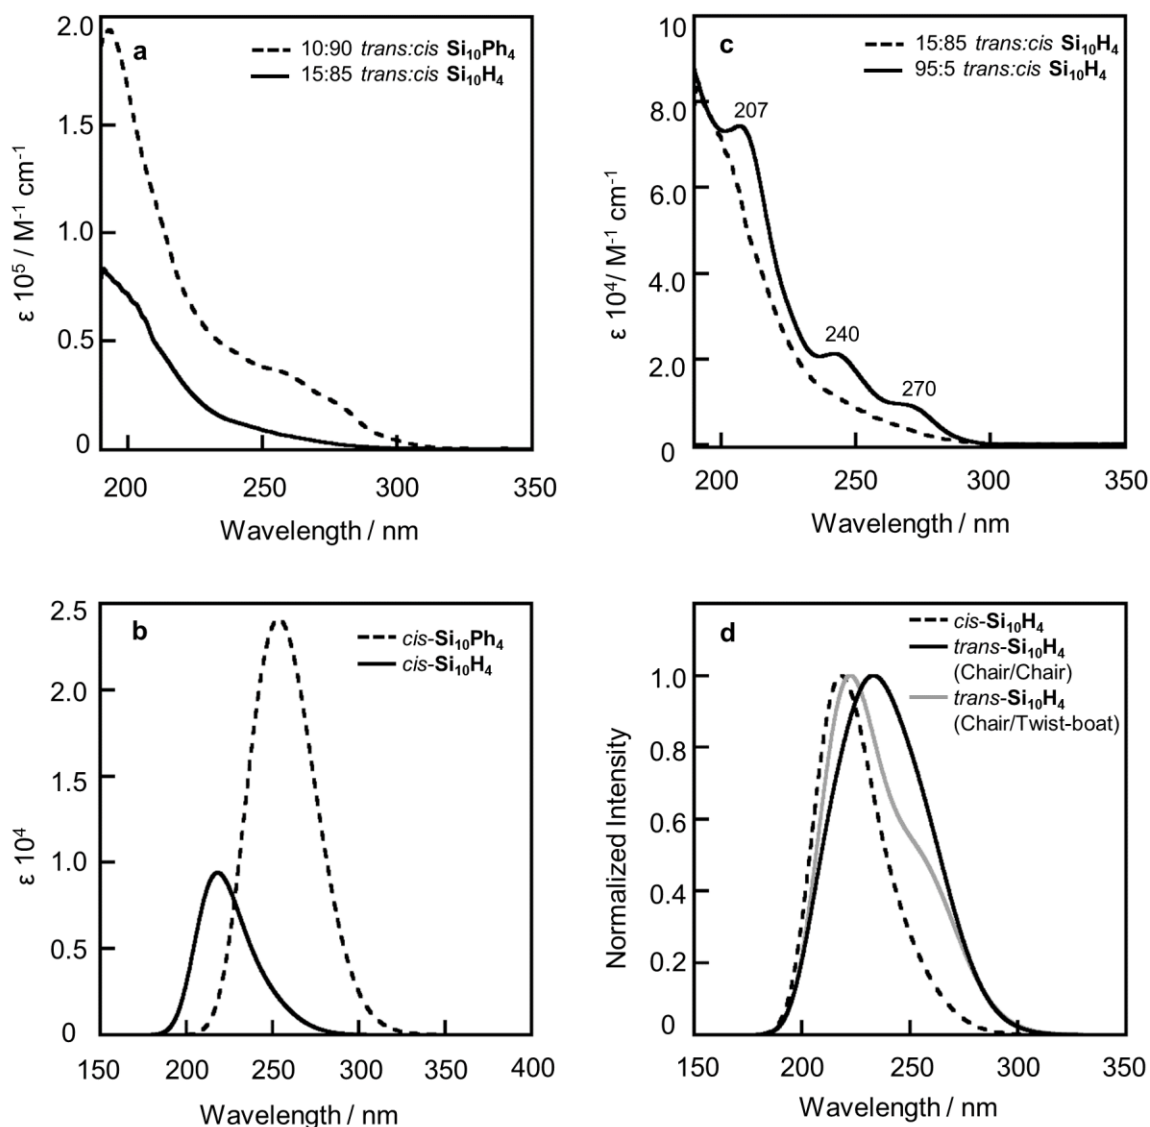 a
10:90 trans:cis Si₁₀Ph₄
15:85 trans:cis Si₁₀H₄
2.0
1.5
1.0
0.5
0
ε 10⁵ / M⁻¹ cm⁻¹
200 250 300 350
Wavelength / nm
c
15:85 trans:cis Si₁₀H₄
95:5 trans:cis Si₁₀H₄
10
8.0
6.0
4.0
2.0
0
207
240
270
ε 10⁴/ M⁻¹ cm⁻¹
200 250 300 350
Wavelength / nm
b
cis-Si₁₀Ph₄
cis-Si₁₀H₄
2.5
2.0
1.5
1.0
0.5
0
ε 10⁴
150 200 250 300 350 400
Wavelength / nm
d
cis-Si₁₀H₄
trans-Si₁₀H₄
(Chair/Chair)
trans-Si₁₀H₄
(Chair/Twist-boat)
1.0
0.8
0.6
0.4
0.2
0
Normalized Intensity
150 200 250 300 350
Wavelength / nm